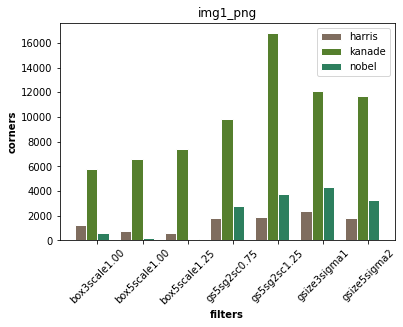 img1_png
harris
kanade
nobel
corners
16000
14000
12000
10000
8000
6000
4000
2000
0
box3scale1.00
box5scale1.00
box5scale1.25
gs5sg2sc0.75
gs5sg2sc1.25
gsize3sigma1
gsize5sigma2
filters